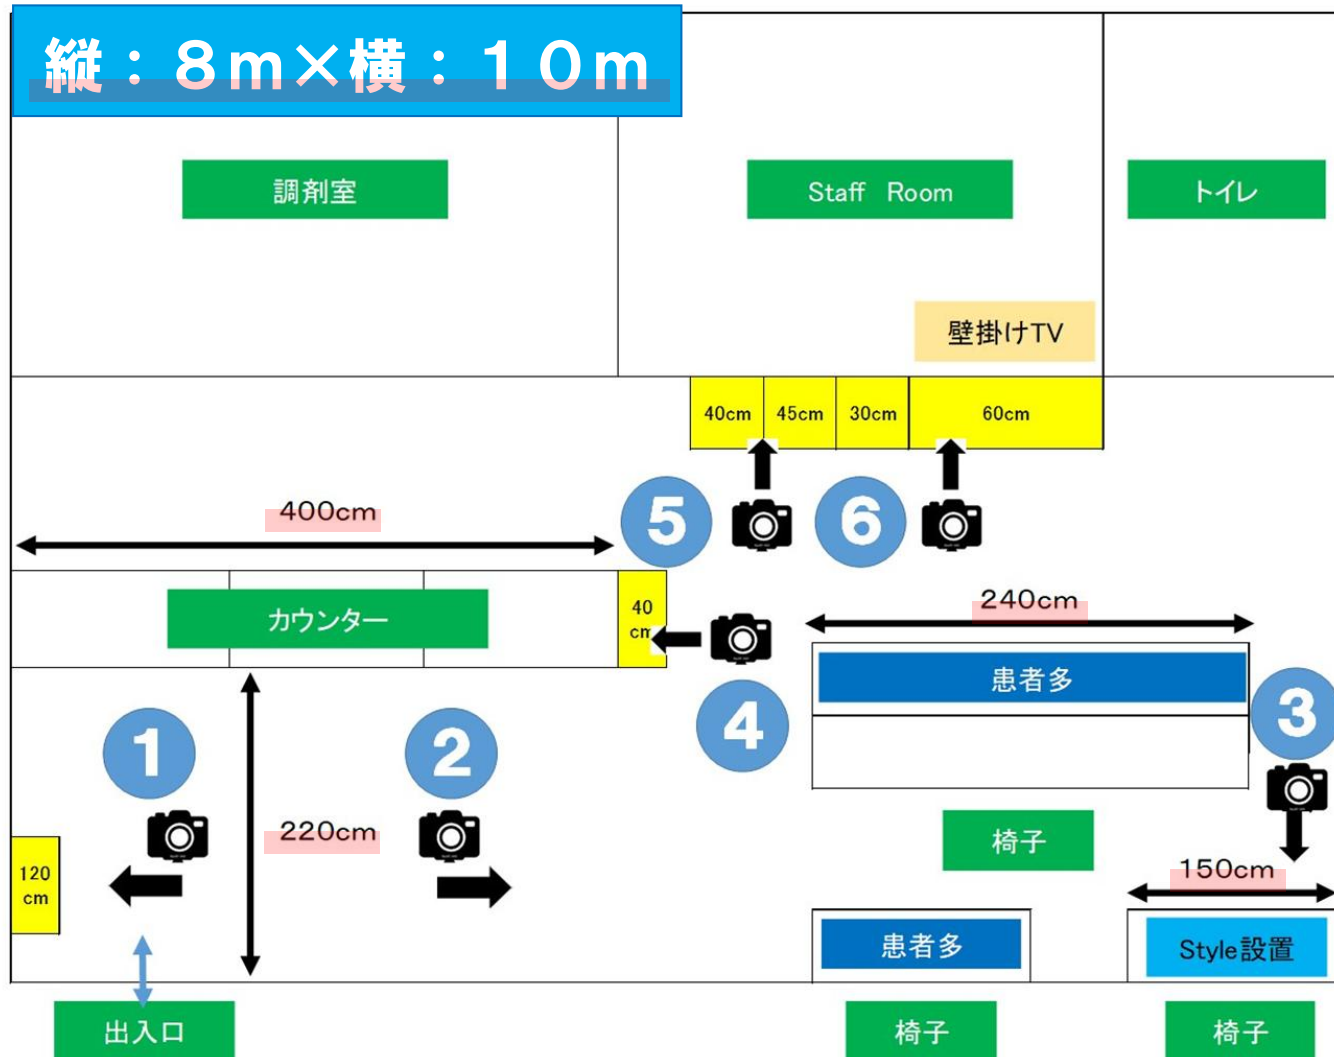 縦：８ｍ×横：１０ｍ
調剤室
Staff Room
トイレ
壁掛けTV
40cm
45cm
30cm
60cm
400cm
5
6
カウンター
40
cm
240cm
患者多
1
2
4
3
220cm
椅子
150cm
120
cm
患者多
Style設置
出入口
椅子
椅子